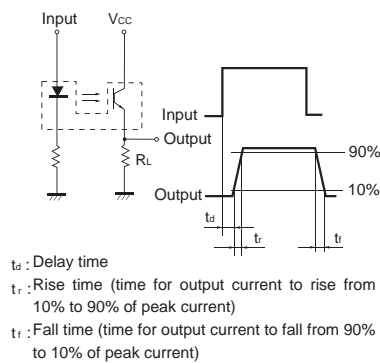 Input
Vcc
Output
RL
Input
Output
90%
10%
td
tr
tf
td : Delay time
tr : Rise time (time for output current to rise from
10% to 90% of peak current)
tf : Fall time (time for output current to fall from 90%
to 10% of peak current)